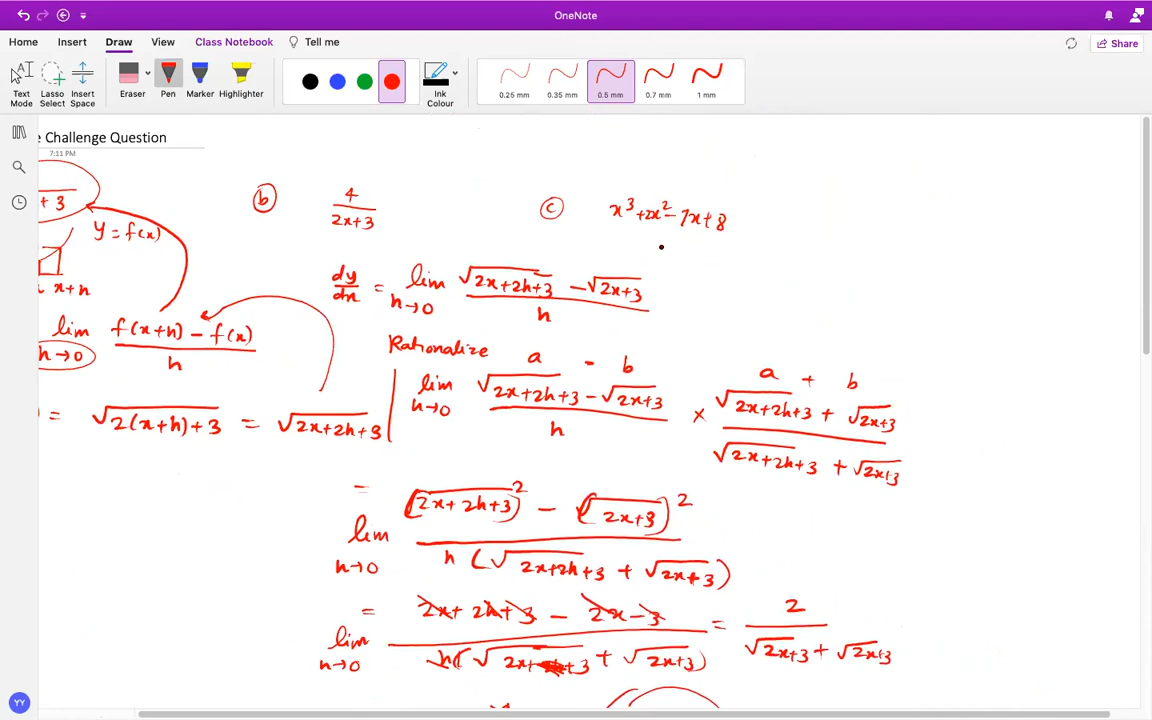 OneNote
Home Insert Draw View Class Notebook Tell me
Share
Text Mode
Lasso Select
Insert Space
Eraser
Pen
Marker
Highlighter
Ink Colour
0.25 mm 0.35 mm 0.5 mm 0.7 mm 1 mm
e Challenge Question
7:11 PM
+ 3
y = f(x)
x+h
lim h→0 f(x+h) - f(x) / h
= √2(x+h)+3 = √2x+2h+3
(b) 4 / 2x+3
(c) x³+2x²-7x+8
dy/dx = lim h→0 √2x+2h+3 - √2x+3 / h
Rationalize
a - b
lim h→0 √2x+2h+3 - √2x+3 / h
a + b
× √2x+2h+3 + √2x+3 / √2x+2h+3 + √2x+3
= lim h→0 (√2x+2h+3)² - (√2x+3)² / h(√2x+2h+3 + √2x+3)
= lim h→0 2x+2h+3 - 2x-3 / h(√2x+3 + √2x+3) = 2 / √2x+3 + √2x+3
YY